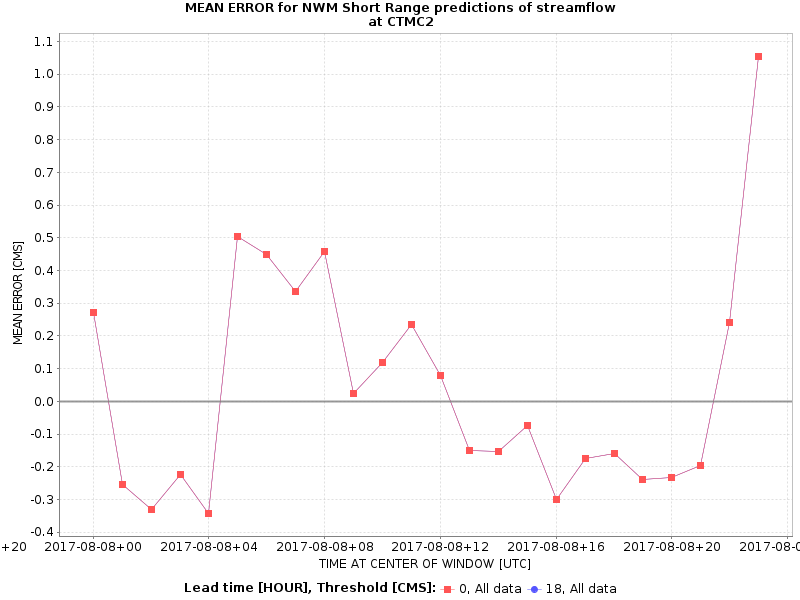 MEAN ERROR for NWM Short Range predictions of streamflow
at CTMC2
1.1
1.0
0.9
0.8
0.7
0.6
0.5
0.4
0.3
0.2
0.1
0.0
-0.1
-0.2
-0.3
-0.4
MEAN ERROR [CMS]
+20 2017-08-08+00 2017-08-08+04 2017-08-08+08 2017-08-08+12 2017-08-08+16 2017-08-08+20 2017-08-0
TIME AT CENTER OF WINDOW [UTC]
Lead time [HOUR], Threshold [CMS]: 0, All data 18, All data